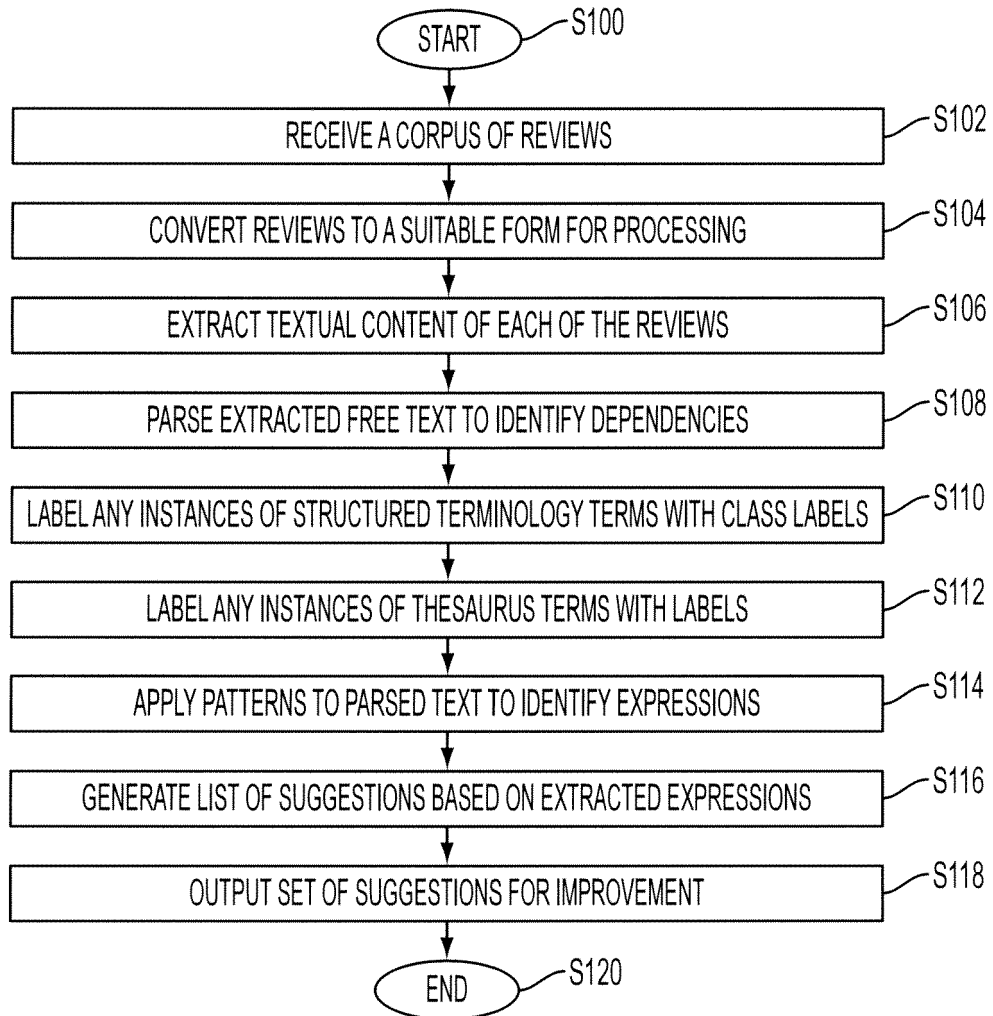 START
S100
RECEIVE A CORPUS OF REVIEWS
S102
CONVERT REVIEWS TO A SUITABLE FORM FOR PROCESSING
S104
EXTRACT TEXTUAL CONTENT OF EACH OF THE REVIEWS
S106
PARSE EXTRACTED FREE TEXT TO IDENTIFY DEPENDENCIES
S108
LABEL ANY INSTANCES OF STRUCTURED TERMINOLOGY TERMS WITH CLASS LABELS
S110
LABEL ANY INSTANCES OF THESAURUS TERMS WITH LABELS
S112
APPLY PATTERNS TO PARSED TEXT TO IDENTIFY EXPRESSIONS
S114
GENERATE LIST OF SUGGESTIONS BASED ON EXTRACTED EXPRESSIONS
S116
OUTPUT SET OF SUGGESTIONS FOR IMPROVEMENT
S118
END
S120